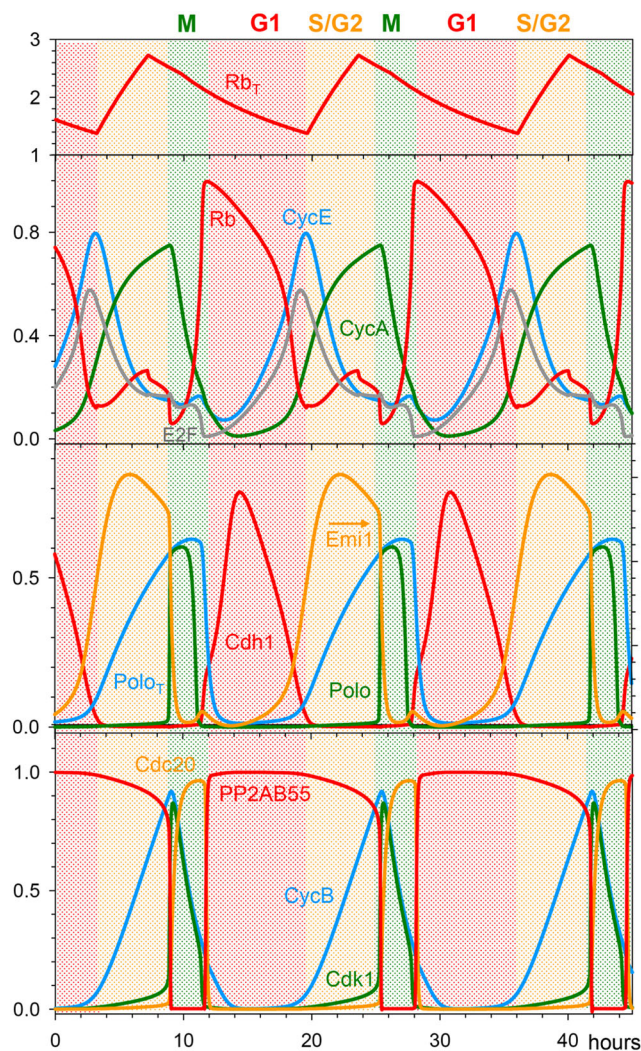 M G1 S/G2 M G1 S/G2
3
Rb_T
2
1
Rb CycE
0.8
CycA
0.4
E2F
0.0
Emi1
0.5
Cdh1
Polo_T Polo
0.0
Cdc20
1.0
PP2AB55
0.5
CycB
Cdk1
0.0
0 10 20 30 40 hours